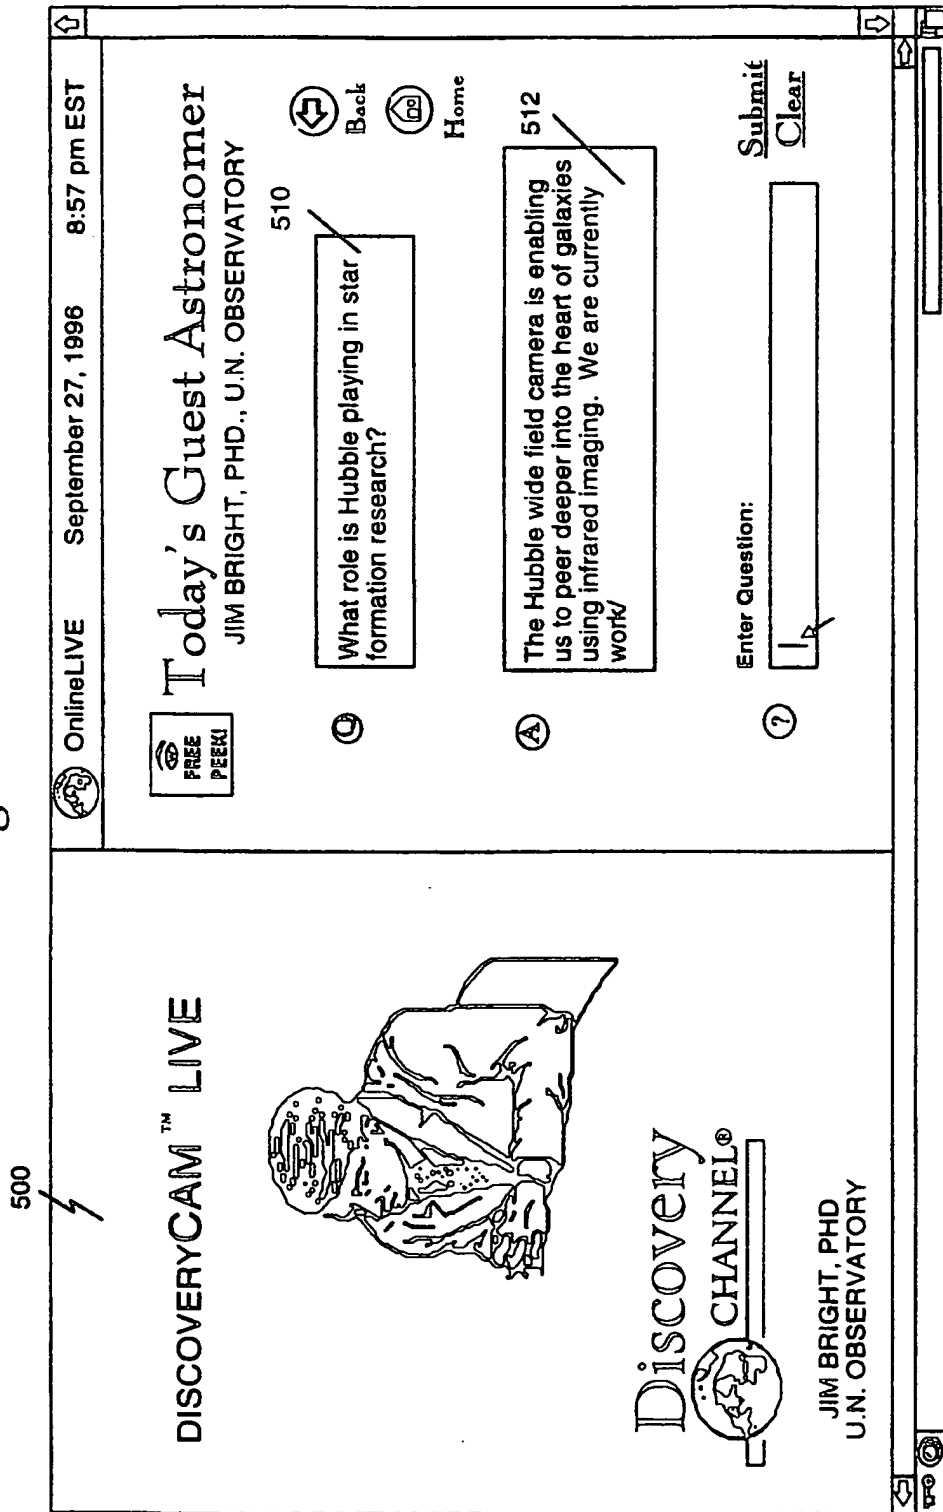 500
DISCOVERYCAM™ LIVE
Discovery
CHANNEL®
JIM BRIGHT, PHD
U.N. OBSERVATORY
OnlineLIVE September 27, 1996 8:57 pm EST
FREE
PEEK!
Today's Guest Astronomer
JIM BRIGHT, PHD., U.N. OBSERVATORY
510
Q
What role is Hubble playing in star
formation research?
Back
Home
512
A
The Hubble wide field camera is enabling
us to peer deeper into the heart of galaxies
using infrared imaging. We are currently
work/
Enter Question:
?
Submit
Clear